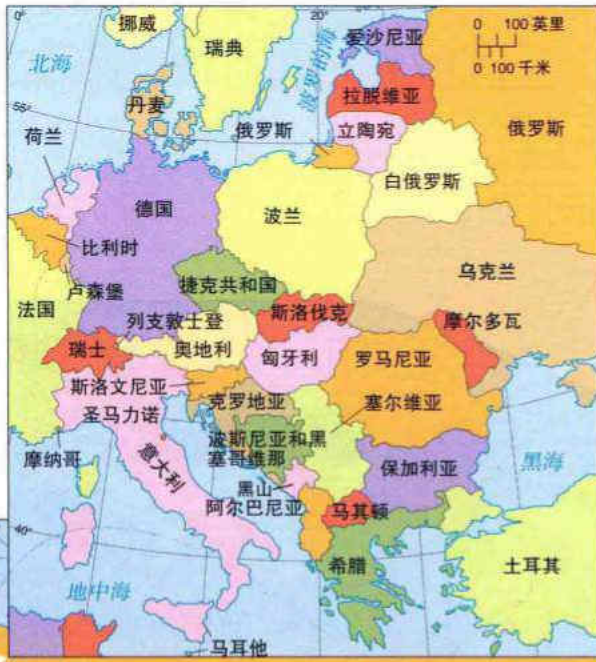 0°
挪威
瑞典
20°
爱沙尼亚
0 100 英里
0 100 千米
北海
波罗的海
55°
丹麦
拉脱维亚
荷兰
俄罗斯
立陶宛
俄罗斯
白俄罗斯
德国
波兰
比利时
乌克兰
捷克共和国
卢森堡
法国
斯洛伐克
摩尔多瓦
列支敦士登
瑞士
奥地利
匈牙利
罗马尼亚
斯洛文尼亚
克罗地亚
塞尔维亚
圣马力诺
波斯尼亚和黑
塞哥维那
摩纳哥
意大利
保加利亚
黑海
黑山
阿尔巴尼亚
马其顿
40°
希腊
土耳其
地中海
马耳他